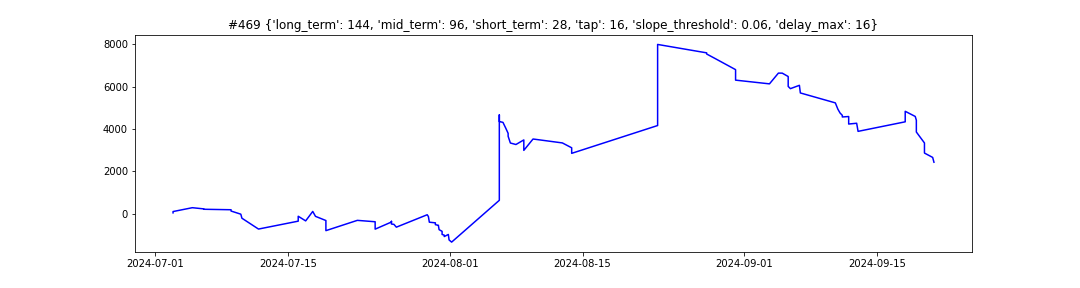 #469 {'long_term': 144, 'mid_term': 96, 'short_term': 28, 'tap': 16, 'slope_threshold': 0.06, 'delay_max': 16}
8000
6000
4000
2000
0
2024-07-01 2024-07-15 2024-08-01 2024-08-15 2024-09-01 2024-09-15